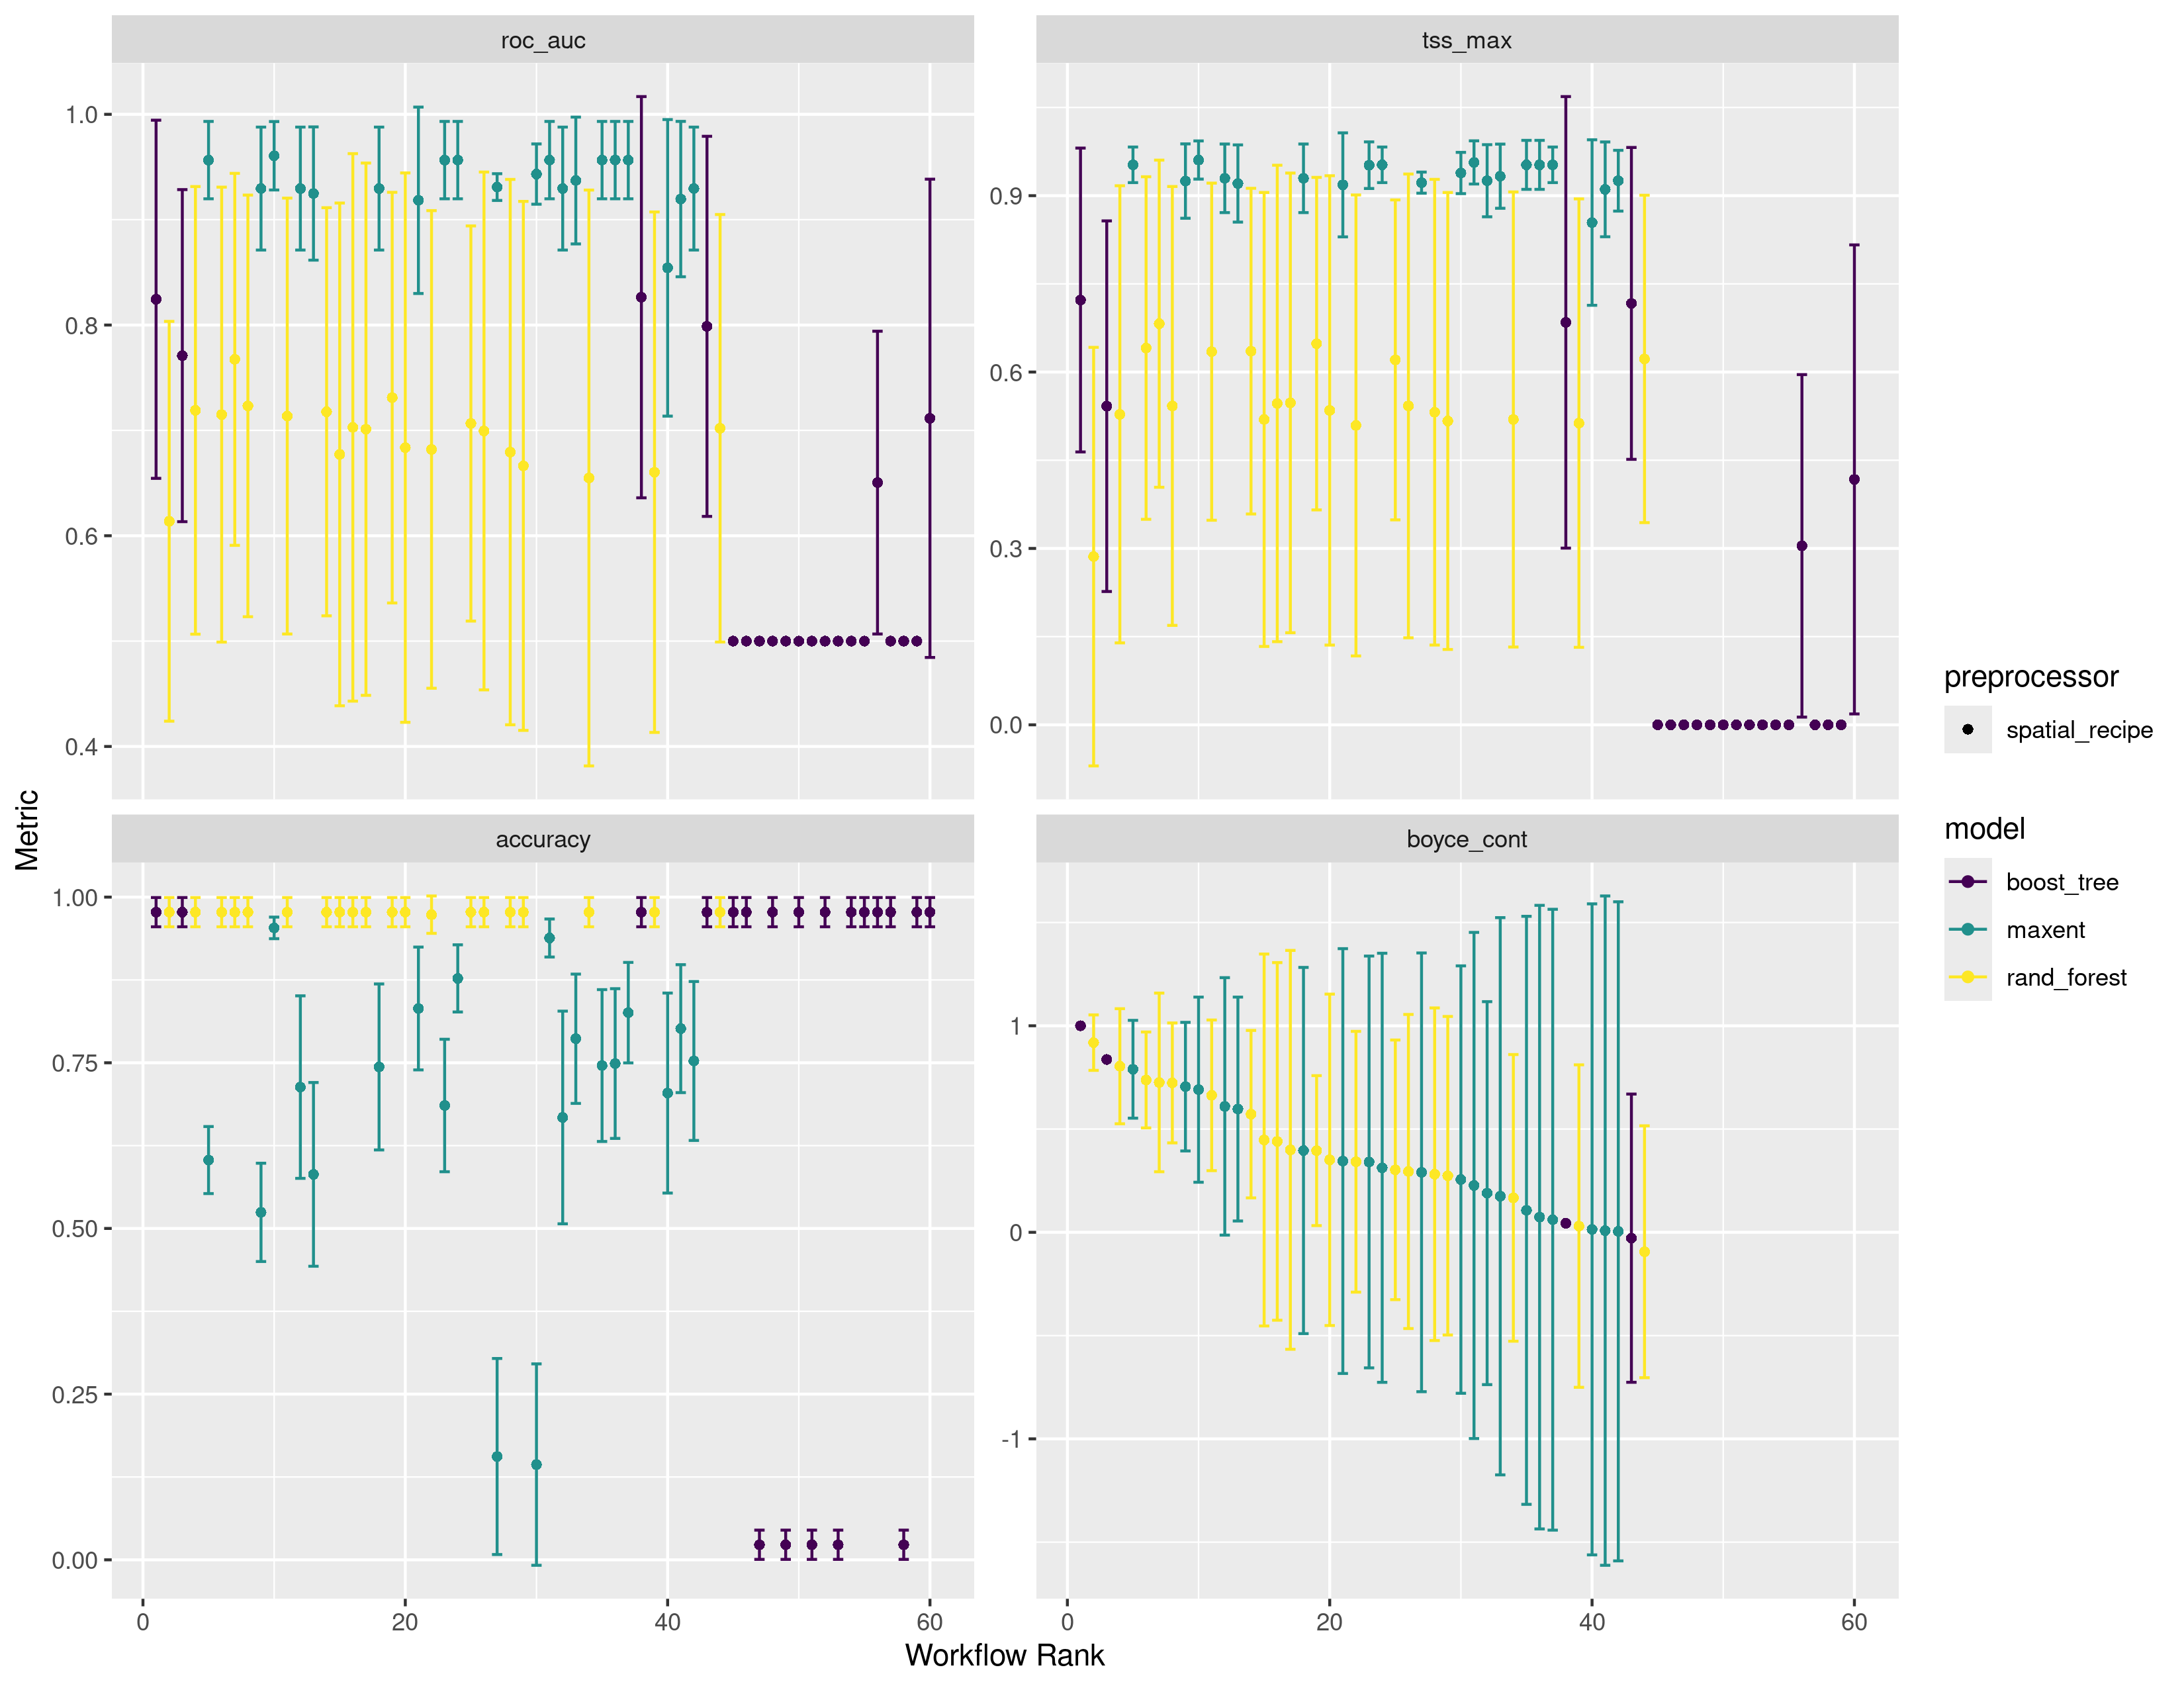 roc_auc
tss_max
1.0
0.8
0.6
0.4
0.9
0.6
0.3
0.0
Metric
accuracy
boyce_cont
1.00
0.75
0.50
0.25
0.00
1
0
-1
0 20 40 60
0 20 40 60
Workflow Rank
preprocessor
spatial_recipe
model
boost_tree
maxent
rand_forest